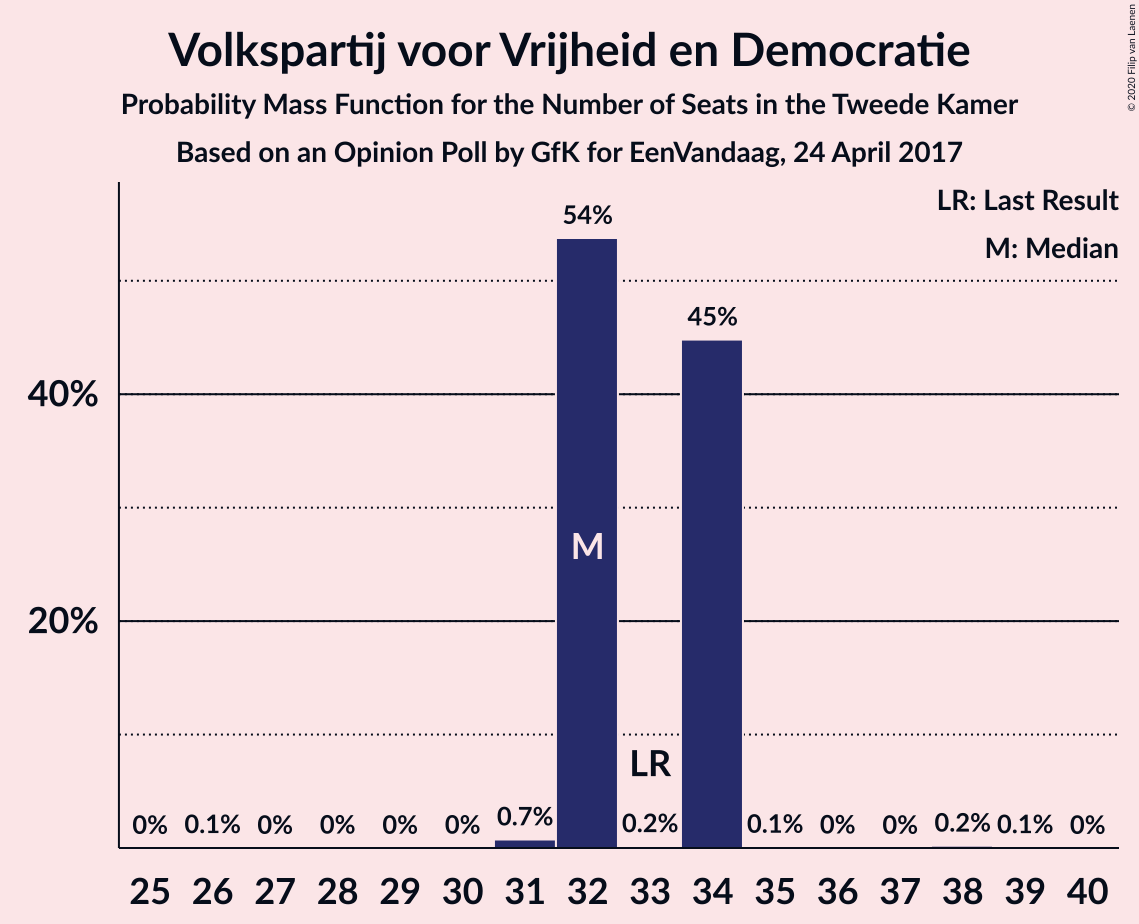 Volkspartij voor Vrijheid en Democratie
Probability Mass Function for the Number of Seats in the Tweede Kamer
Based on an Opinion Poll by GfK for EenVandaag, 24 April 2017
© 2020 Filip van Laenen
LR: Last Result
M: Median
54%
45%
40%
M
20%
LR
0% 0.1% 0% 0% 0% 0% 0.7% 0.2% 0.1% 0% 0% 0.2% 0.1% 0%
25 26 27 28 29 30 31 32 33 34 35 36 37 38 39 40